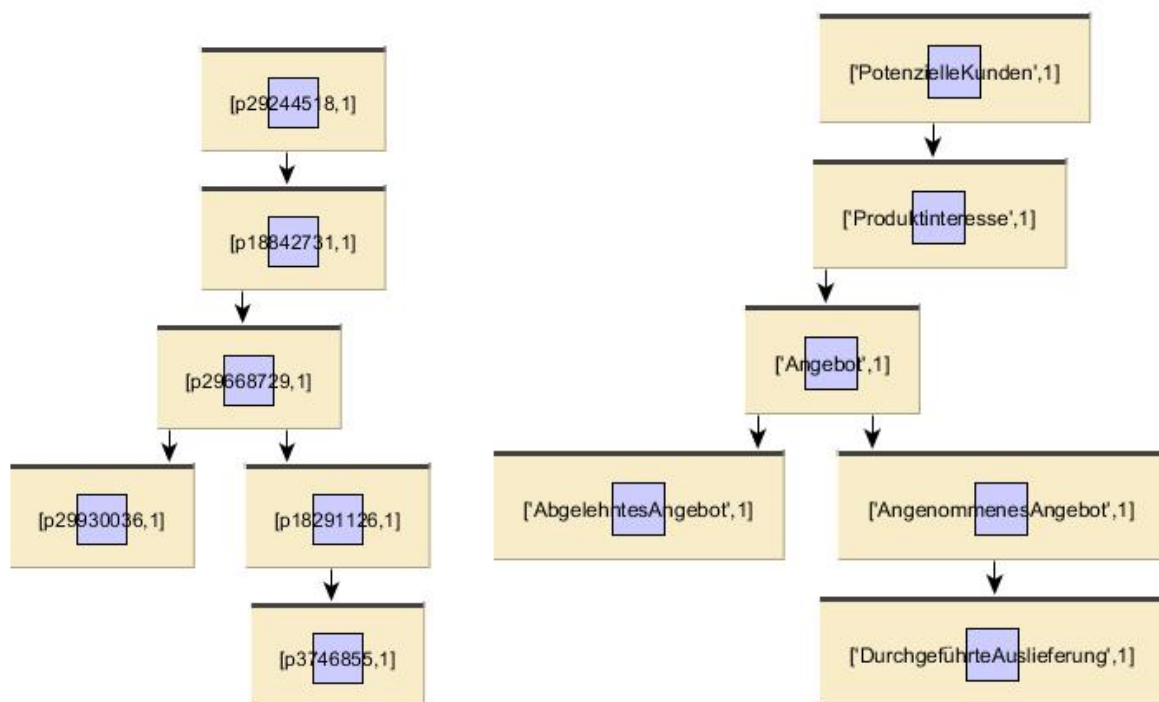 [p29244518,1]
[p18842731,1]
[p29668729,1]
[p29930036,1]
[p18291126,1]
[p3746855,1]
['PotenzielleKunden',1]
['Produktinteresse',1]
['Angebot',1]
['AbgelehntesAngebot',1]
['AngenommenesAngebot',1]
['DurchgeführteAuslieferung',1]